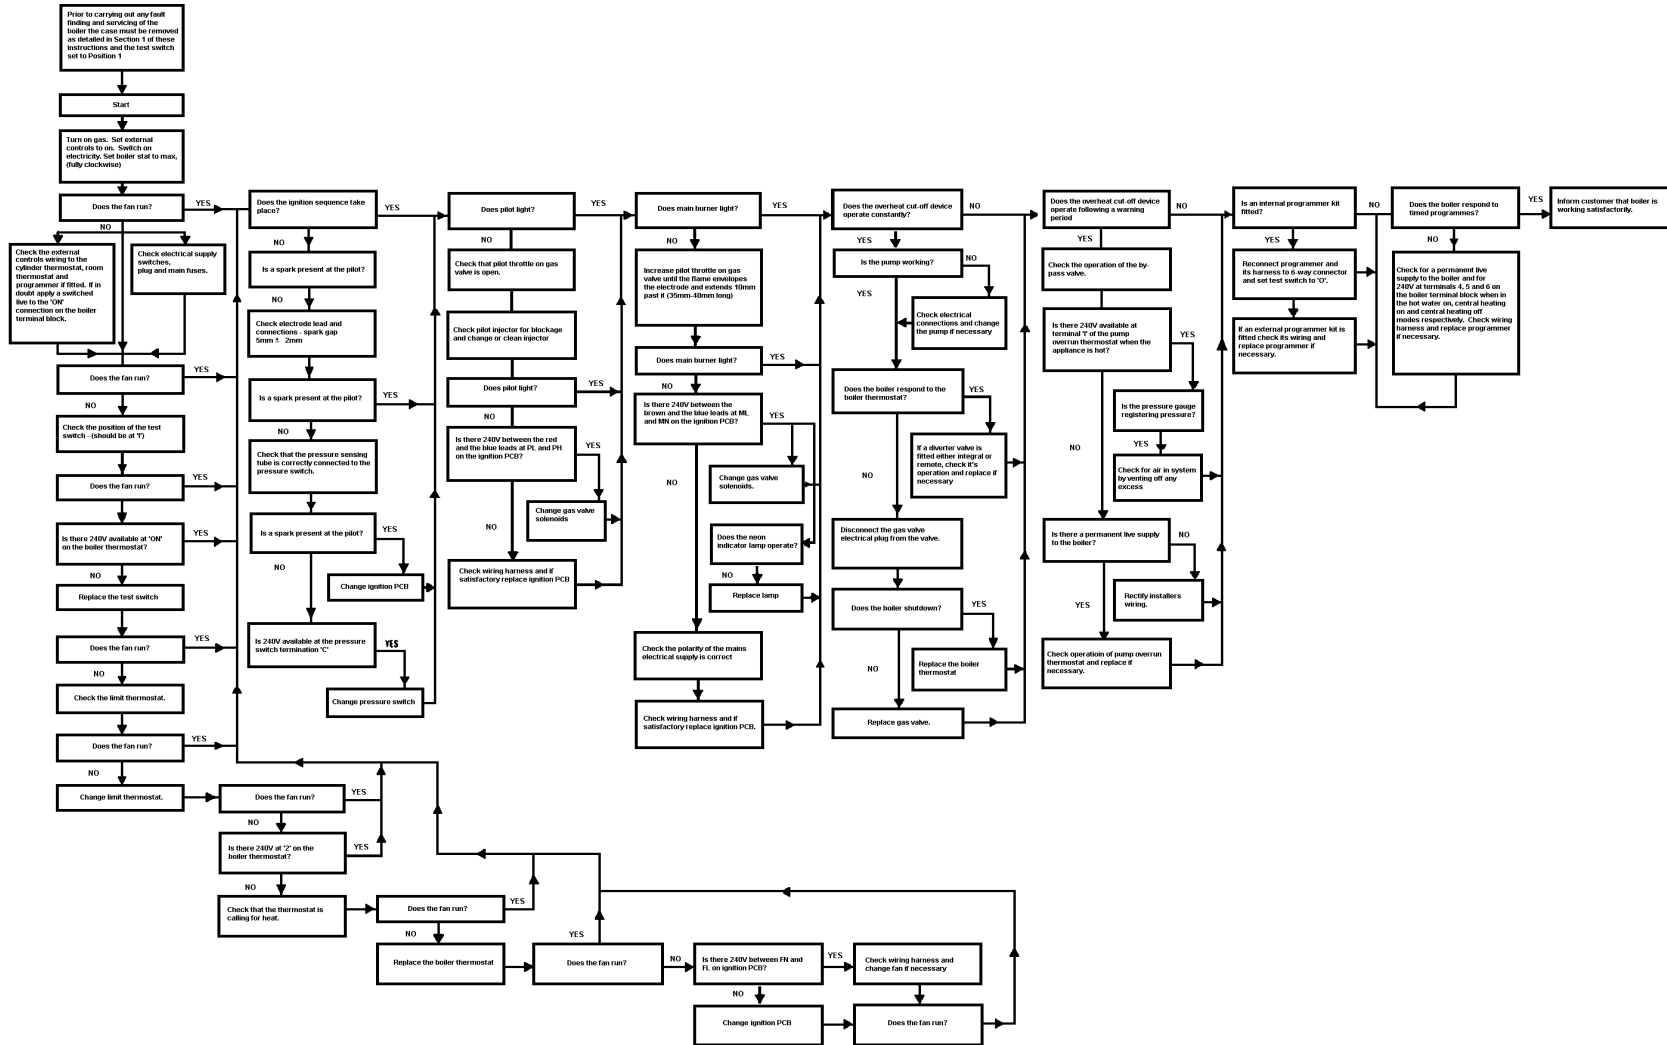 Prior to carrying out any fault
finding and servicing of the
boiler the case must be removed
as detailed in Section 1 of these
instructions and the test switch
set to Position 1
Start
Turn on gas. Set external
controls to on. Switch on
electricity. Set boiler stat to max,
(fully clockwise)
Does the fan run?
YES
NO
Check the external
controls wiring to the
cylinder thermostat, room
thermostat and
programmer if fitted. If in
doubt apply a switched
live to the 'ON'
connection on the boiler
terminal block.
Check electrical supply
switches,
plug and main fuses.
Does the fan run?
YES
NO
Check the position of the test
switch - (should be at 'I')
Does the fan run?
YES
NO
Is there 240V available at 'ON'
on the boiler thermostat?
YES
NO
Replace the test switch
Does the fan run?
YES
NO
Check the limit thermostat.
Does the fan run?
YES
NO
Change limit thermostat.
Does the fan run?
YES
NO
Is there 240V at '2' on the
boiler thermostat?
YES
NO
Check that the thermostat is
calling for heat.
Does the fan run?
YES
NO
Replace the boiler thermostat
Does the fan run?
YES
NO
Is there 240V between FN and
FL on ignition PCB?
YES
NO
Check wiring harness and
change fan if necessary
Change ignition PCB
Does the fan run?
Does the ignition sequence take
place?
YES
NO
Is a spark present at the pilot?
NO
Check electrode lead and
connections - spark gap
5mm ± 2mm
Is a spark present at the pilot?
YES
NO
Check that the pressure sensing
tube is correctly connected to the
pressure switch.
Is a spark present at the pilot?
YES
NO
Change ignition PCB
Is 240V available at the pressure
switch termination 'C'
YES
Change pressure switch
Does pilot light?
YES
NO
Check that pilot throttle on gas
valve is open.
Check pilot injector for blockage
and change or clean injector
Does pilot light?
YES
NO
Is there 240V between the red
and the blue leads at PL and PH
on the ignition PCB?
YES
NO
Change gas valve
solenoids
Check wiring harness and if
satisfactory replace ignition PCB
Does main burner light?
YES
NO
Increase pilot throttle on gas
valve until the flame envelopes
the electrode and extends 10mm
past it (35mm-40mm long)
Does main burner light?
YES
NO
Is there 240V between the
brown and the blue leads at ML
and MN on the ignition PCB?
YES
NO
Change gas valve
solenoids.
Does the neon
indicator lamp operate?
NO
Replace lamp
Check the polarity of the mains
electrical supply is correct
Check wiring harness and if
satisfactory replace ignition PCB.
Does the overheat cut-off device
operate constantly?
NO
YES
Is the pump working?
NO
YES
Check electrical
connections and change
the pump if necessary
Does the boiler respond to the
boiler thermostat?
YES
NO
If a diverter valve is
fitted either integral or
remote, check it's
operation and replace if
necessary
Disconnect the gas valve
electrical plug from the valve.
Does the boiler shutdown?
YES
NO
Replace the boiler
thermostat
Replace gas valve.
Does the overheat cut-off device
operate following a warning
period
NO
YES
Check the operation of the by-
pass valve.
Is there 240V available at
terminal 'I' of the pump
overrun thermostat when the
appliance is hot?
YES
NO
Is the pressure gauge
registering pressure?
YES
Check for air in system
by venting off any
excess
Is there a permanent live supply
to the boiler?
NO
YES
Rectify installers
wiring.
Check operatioin of pump overrun
thermostat and replace if
necessary.
Is an internal programmer kit
fitted?
NO
YES
Reconnect programmer and
its harness to 6-way connector
and set test switch to 'O'.
If an external programmer kit is
fitted check its wiring and
replace programmer if
necessary.
Does the boiler respond to
timed programmes?
YES
NO
Check for a permanent live
supply to the boiler and for
240V at terminals 4, 5 and 6 on
the boiler terminal block when in
the hot water on, central heating
on and central heating off
modes respectively. Check wiring
harness and replace programmer
if necessary.
Inform customer that boiler is
working satisfactorily.